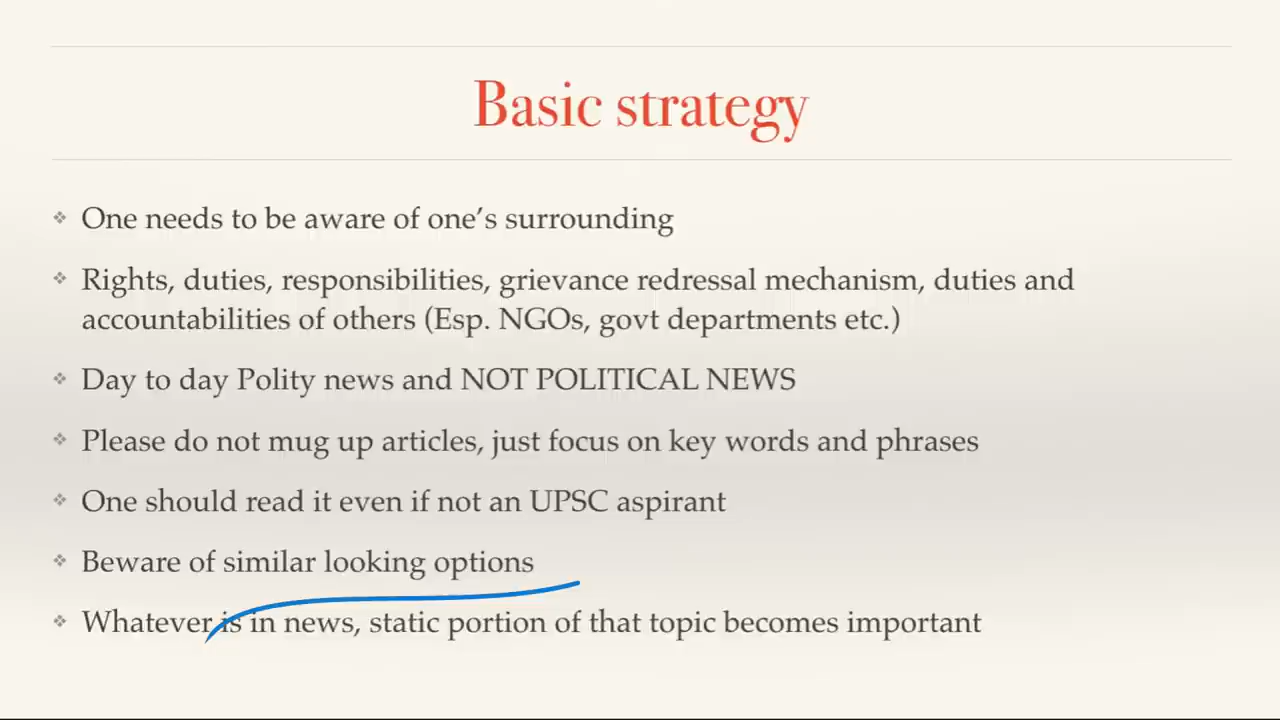 Basic strategy
❖ One needs to be aware of one’s surrounding
❖ Rights, duties, responsibilities, grievance redressal mechanism, duties and
accountabilities of others (Esp. NGOs, govt departments etc.)
❖ Day to day Polity news and NOT POLITICAL NEWS
❖ Please do not mug up articles, just focus on key words and phrases
❖ One should read it even if not an UPSC aspirant
❖ Beware of similar looking options
❖ Whatever is in news, static portion of that topic becomes important